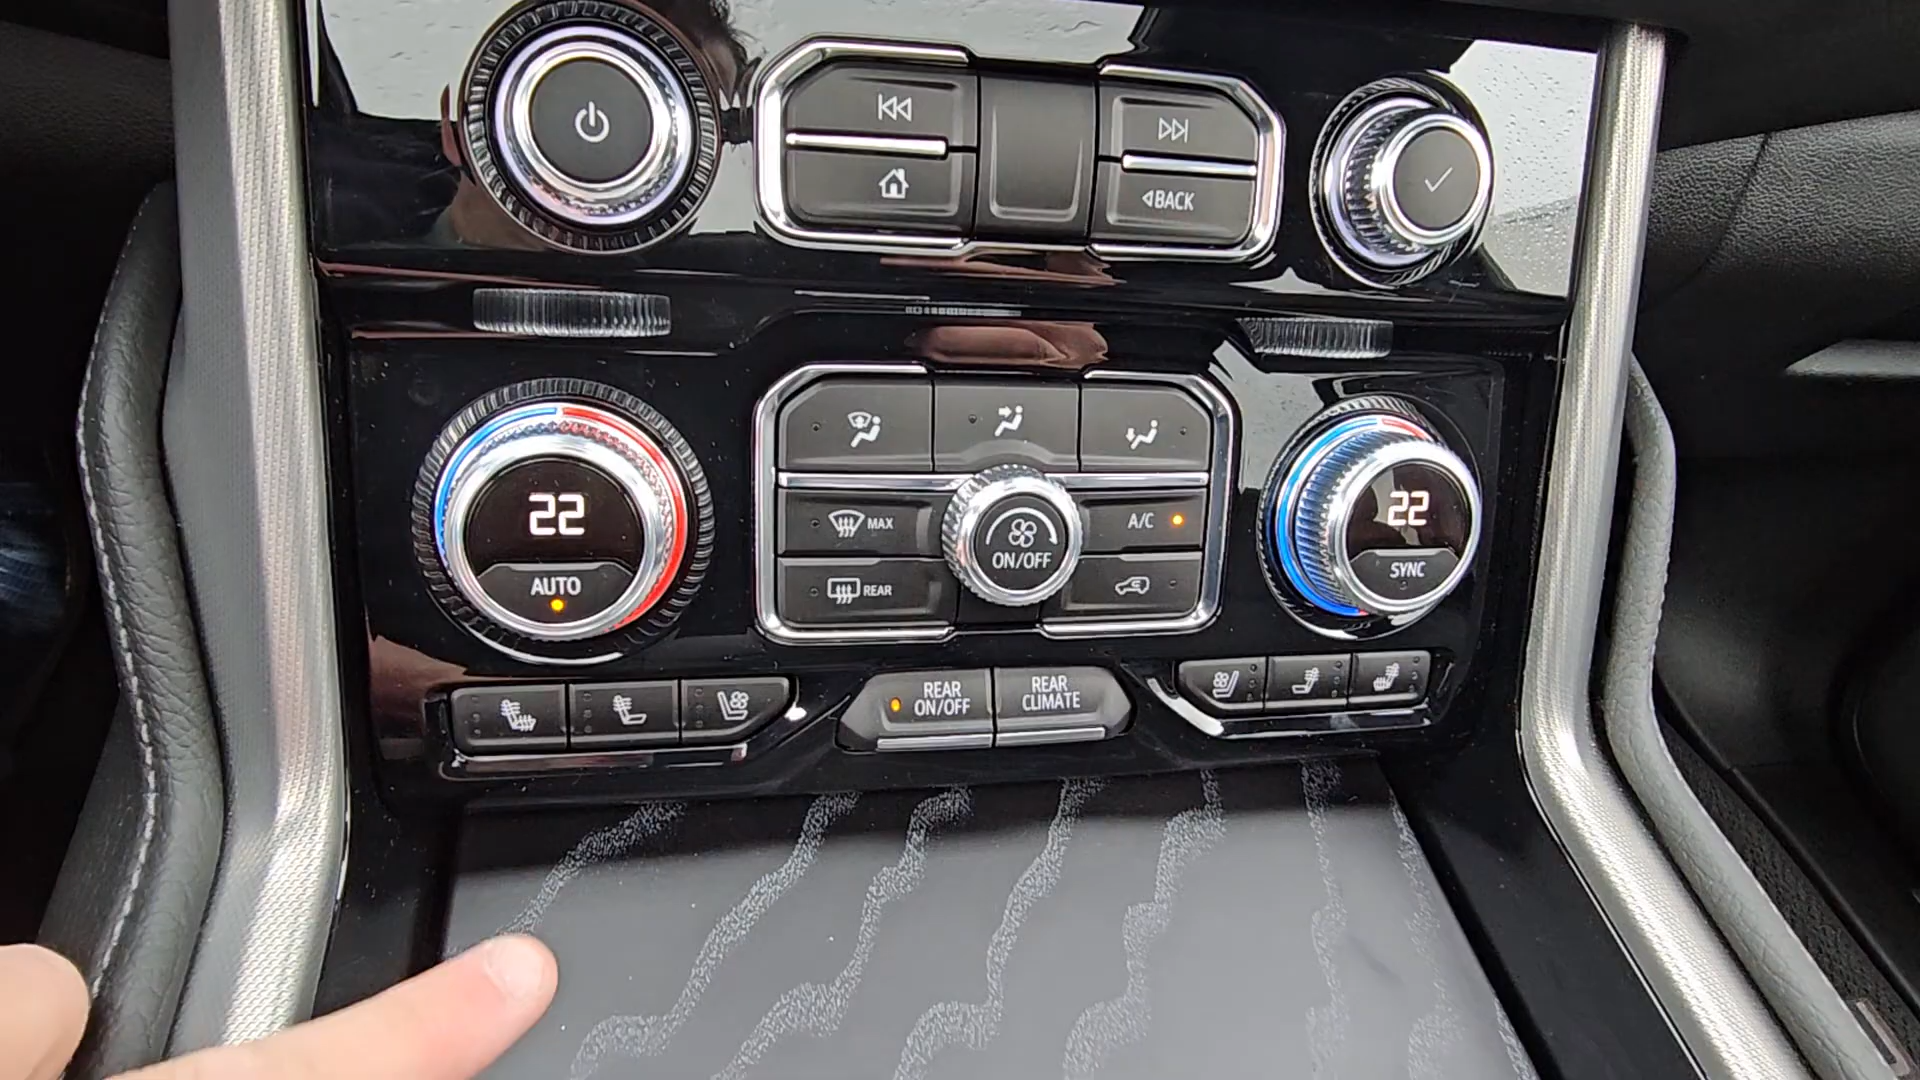 ◁BACK
22
AUTO
MAX
REAR
ON/OFF
A/C
22
SYNC
REAR
ON/OFF
REAR
CLIMATE